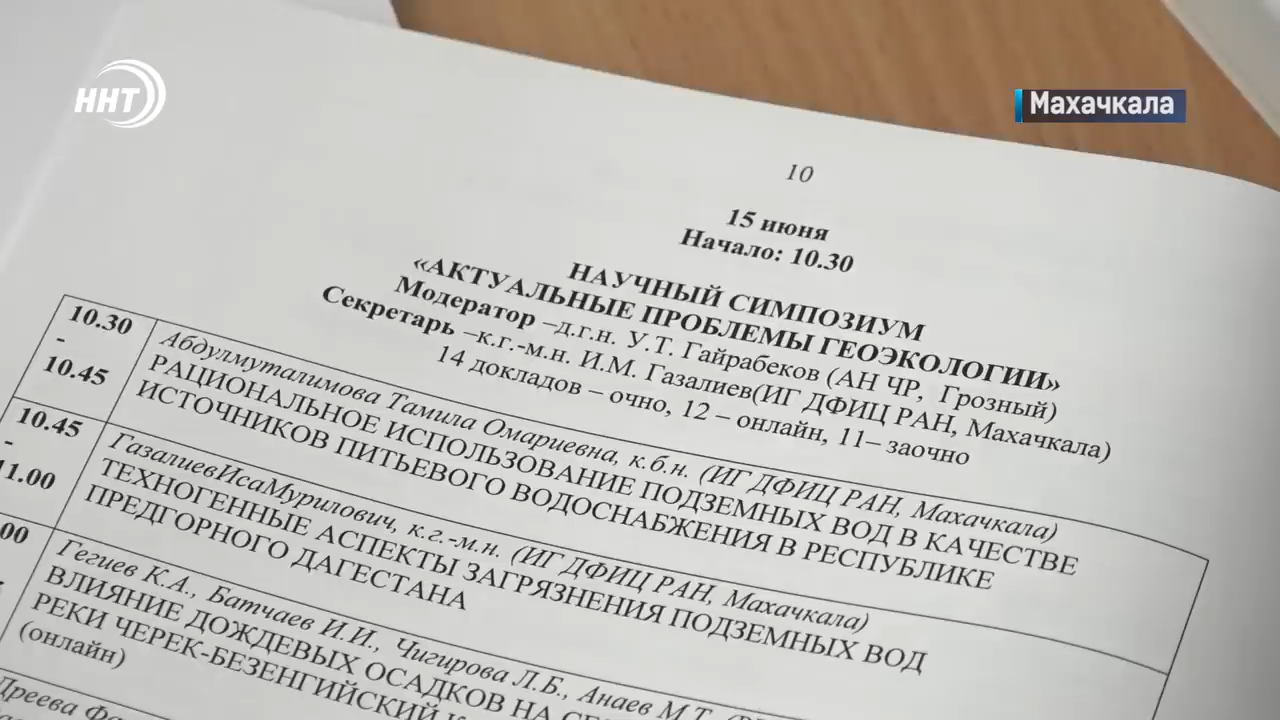 ННТ
Махачкала
10
15 июня
Начало: 10.30
НАУЧНЫЙ СИМПОЗИУМ
«АКТУАЛЬНЫЕ ПРОБЛЕМЫ ГЕОЭКОЛОГИИ»
Модератор –д.г.н. У.Т. Гайрабеков (АН ЧР, Грозный)
Секретарь –к.г.-м.н. И.М. Газалиев(ИГ ДФИЦ РАН, Махачкала)
14 докладов – очно, 12 – онлайн, 11– заочно
10.30
-
10.45
Абдулмуталимова Тамила Омариевна, к.б.н. (ИГ ДФИЦ РАН, Махачкала)
РАЦИОНАЛЬНОЕ ИСПОЛЬЗОВАНИЕ ПОДЗЕМНЫХ ВОД В КАЧЕСТВЕ
ИСТОЧНИКОВ ПИТЬЕВОГО ВОДОСНАБЖЕНИЯ В РЕСПУБЛИКЕ
10.45
-
11.00
ГазалиевИсаМурилович, к.г.-м.н. (ИГ ДФИЦ РАН, Махачкала)
ТЕХНОГЕННЫЕ АСПЕКТЫ ЗАГРЯЗНЕНИЯ ПОДЗЕМНЫХ ВОД
ПРЕДГОРНОГО ДАГЕСТАНА
00
Гегиев К.А., Батчаев И.И., Чигирова Л.Б., Анаев М.Т.
ВЛИЯНИЕ ДОЖДЕВЫХ ОСАДКОВ НА
РЕКИ ЧЕРЕК-БЕЗЕНГИЙСКИЙ
(онлайн)
Дреева